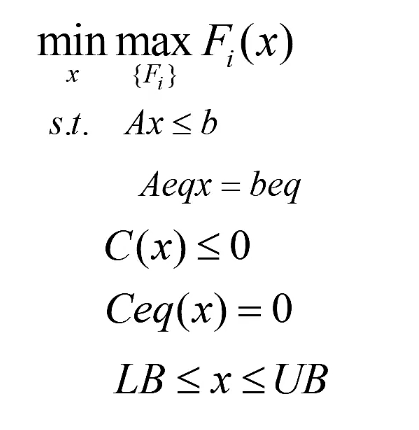 min max F_i(x)
x {F_i}
s.t. Ax ≤ b
Aeqx = beq
C(x) ≤ 0
Ceq(x) = 0
LB ≤ x ≤ UB